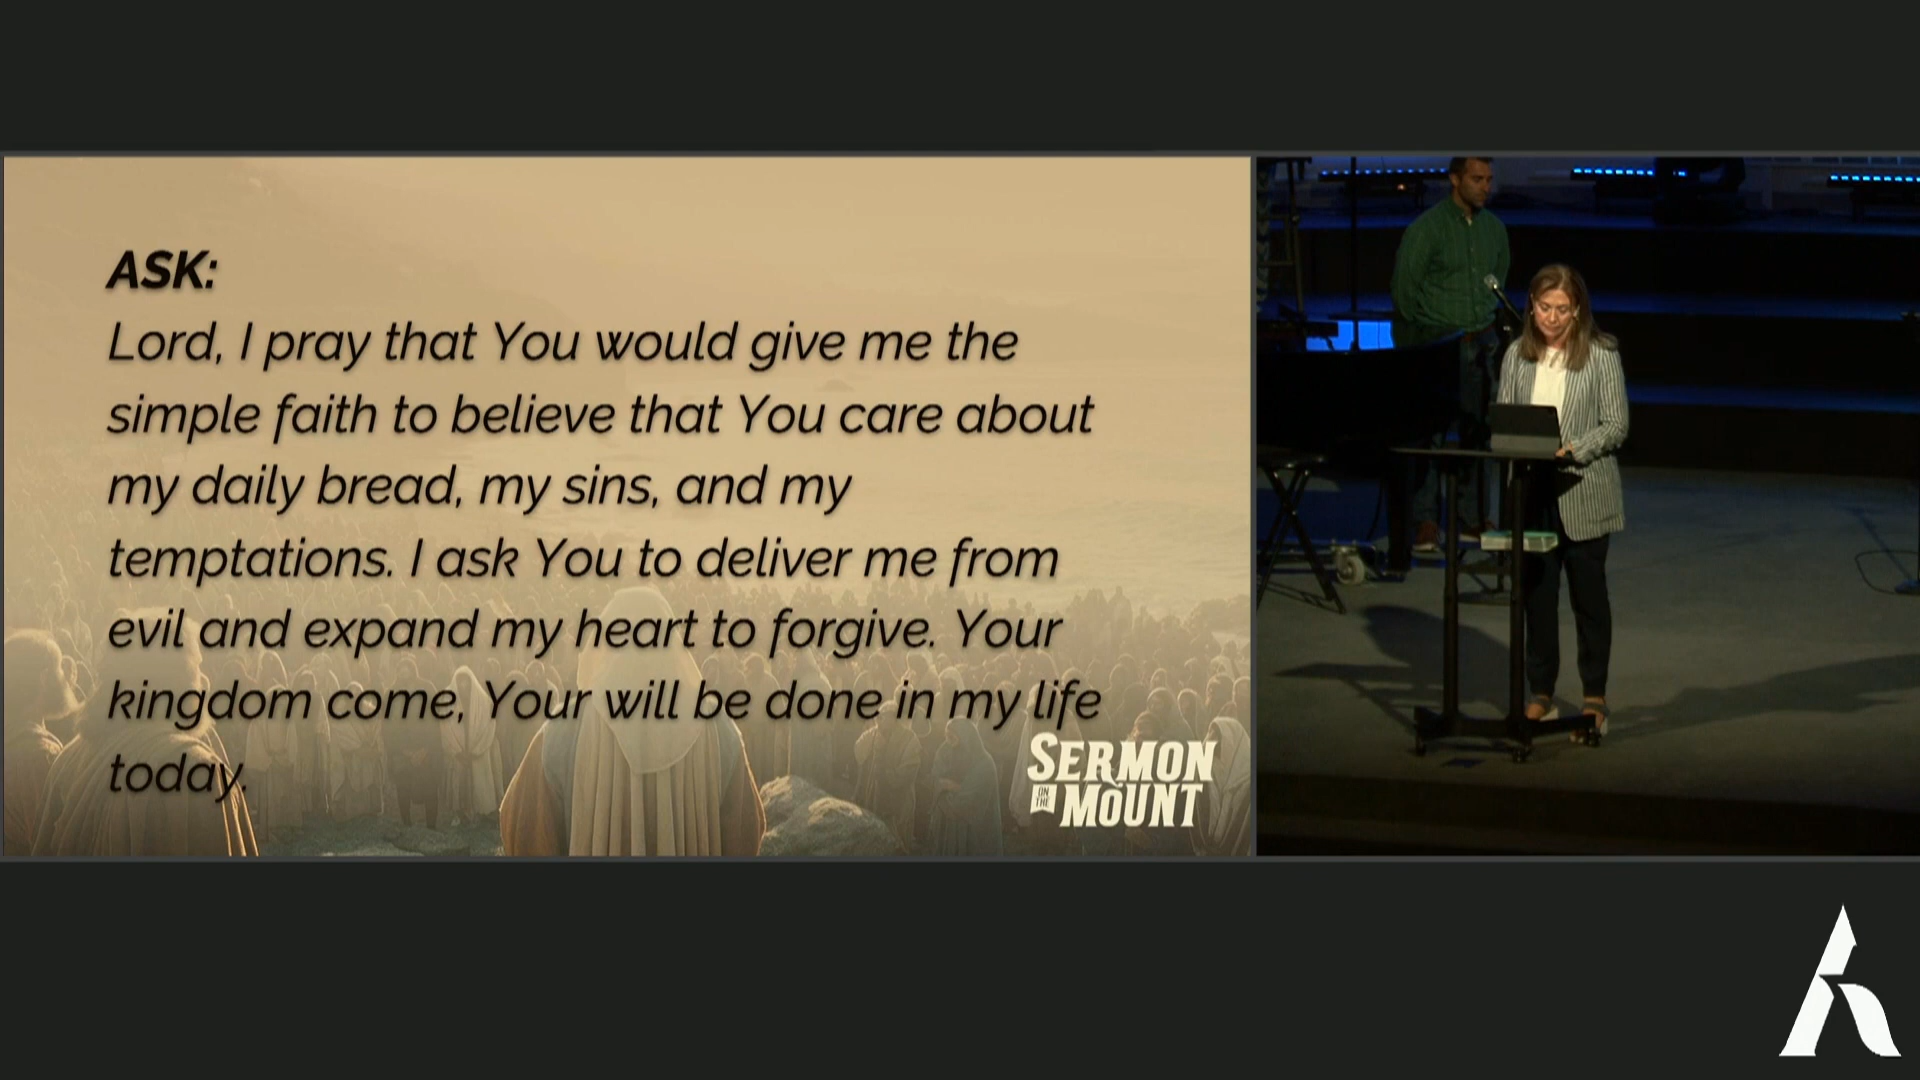 ASK:
Lord, I pray that You would give me the
simple faith to believe that You care about
my daily bread, my sins, and my
temptations. I ask You to deliver me from
evil and expand my heart to forgive. Your
kingdom come, Your will be done in my life
today.
SERMON
ON THE
MOUNT